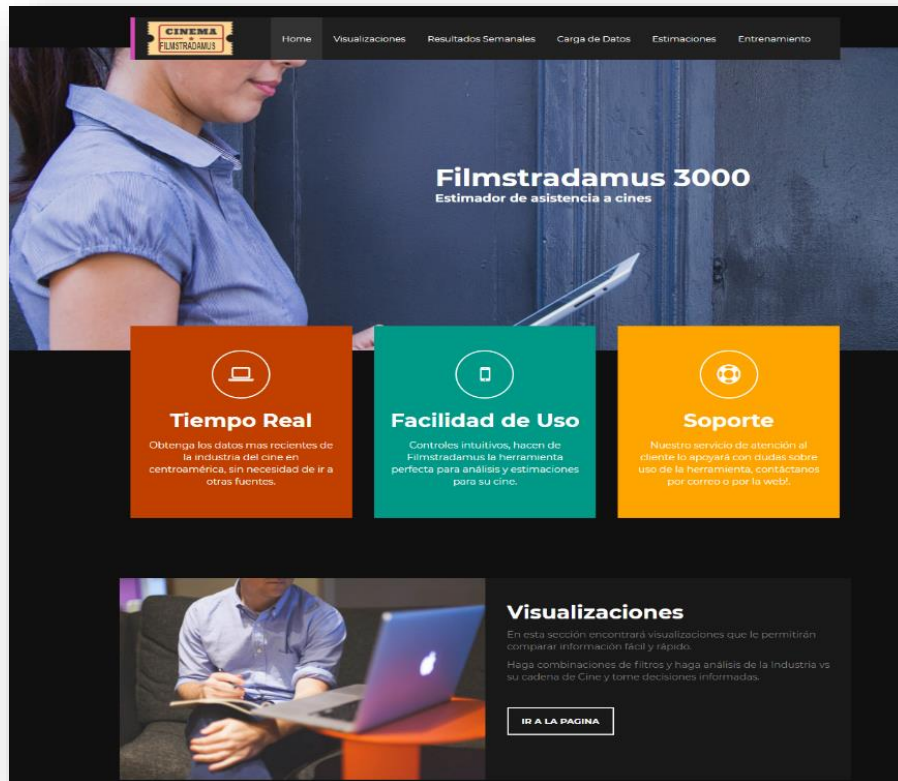 CINEMA
FILMSTRADAMUS
Home Visualizaciones Resultados Semanales Carga de Datos Estimaciones Entrenamiento
Filmstradamus 3000
Estimador de asistencia a cines
Tiempo Real
Obtenga los datos mas recientes de
la industria del cine en
centroamérica, sin necesidad de ir a
otras fuentes.
Facilidad de Uso
Controles intuitivos, hacen de
Filmstradamus la herramienta
perfecta para análisis y estimaciones
para su cine.
Soporte
Nuestro servicio de atención al
cliente lo apoyará con dudas sobre
uso de la herramienta, contáctanos
por correo o por la web!.
Visualizaciones
En esta sección encontrará visualizaciones que le permitirán
comparar información fácil y rápido.
Haga combinaciones de filtros y haga análisis de la Industria vs
su cadena de Cine y tome decisiones informadas.
IR A LA PAGINA